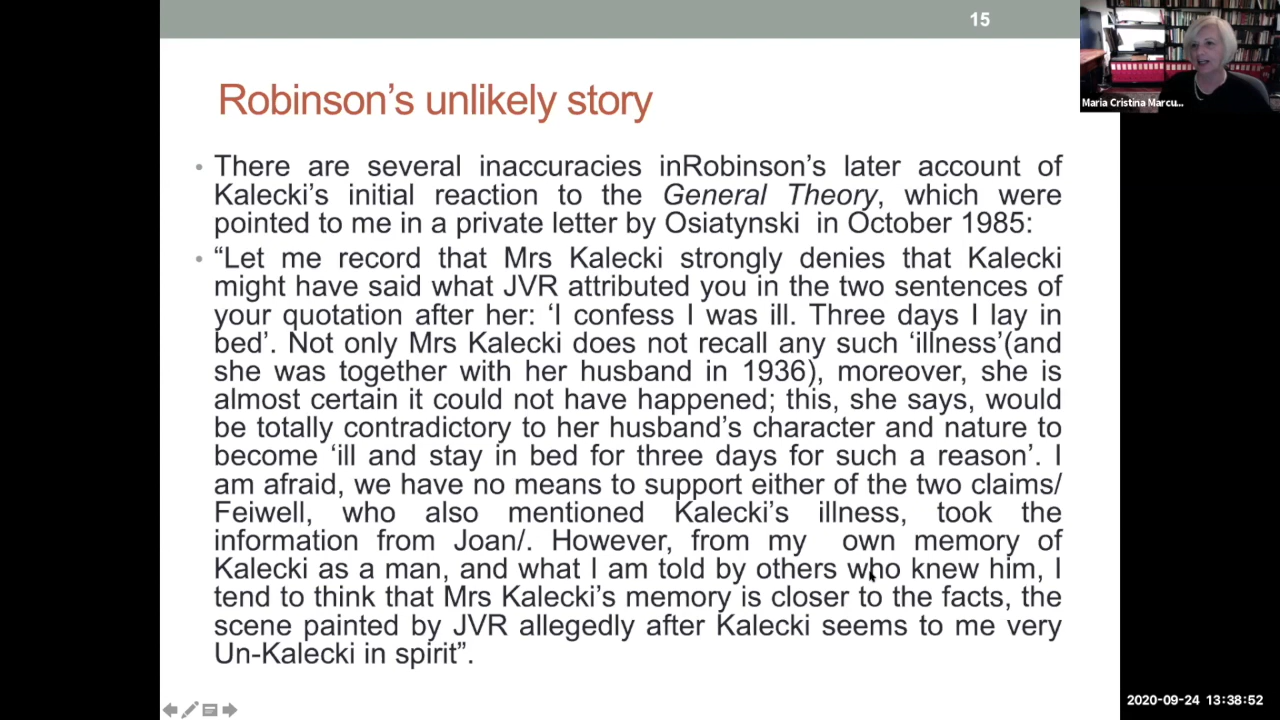 15
Robinson’s unlikely story
• There are several inaccuracies inRobinson’s later account of
Kalecki’s initial reaction to the General Theory, which were
pointed to me in a private letter by Osiatynski in October 1985:
• “Let me record that Mrs Kalecki strongly denies that Kalecki
might have said what JVR attributed you in the two sentences of
your quotation after her: ‘I confess I was ill. Three days I lay in
bed’. Not only Mrs Kalecki does not recall any such ‘illness’(and
she was together with her husband in 1936), moreover, she is
almost certain it could not have happened; this, she says, would
be totally contradictory to her husband’s character and nature to
become ‘ill and stay in bed for three days for such a reason’. I
am afraid, we have no means to support either of the two claims/
Feiwell, who also mentioned Kalecki’s illness, took the
information from Joan/. However, from my own memory of
Kalecki as a man, and what I am told by others who knew him, I
tend to think that Mrs Kalecki’s memory is closer to the facts, the
scene painted by JVR allegedly after Kalecki seems to me very
Un-Kalecki in spirit”.
Maria Cristina Marcu...
2020-09-24 13:38:52